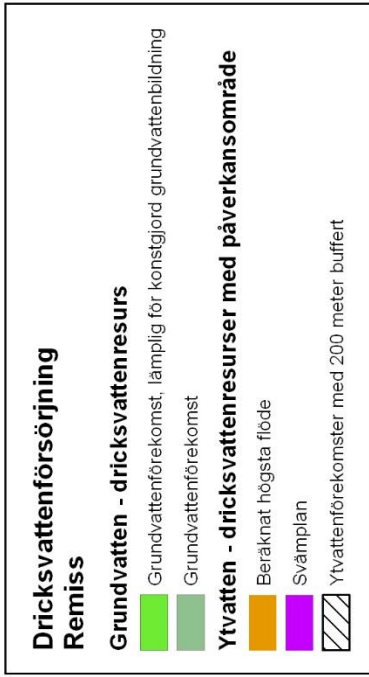 Dricksvattenförsörjning
Remiss
Grundvatten - dricksvattenresurs
Grundvattenförekomst, lämplig för konstgjord grundvattenbildning
Grundvattenförekomst
Ytvatten - dricksvattenresurser med påverkansområde
Beräknat högsta flöde
Svämplan
Ytvattenförekomster med 200 meter buffert